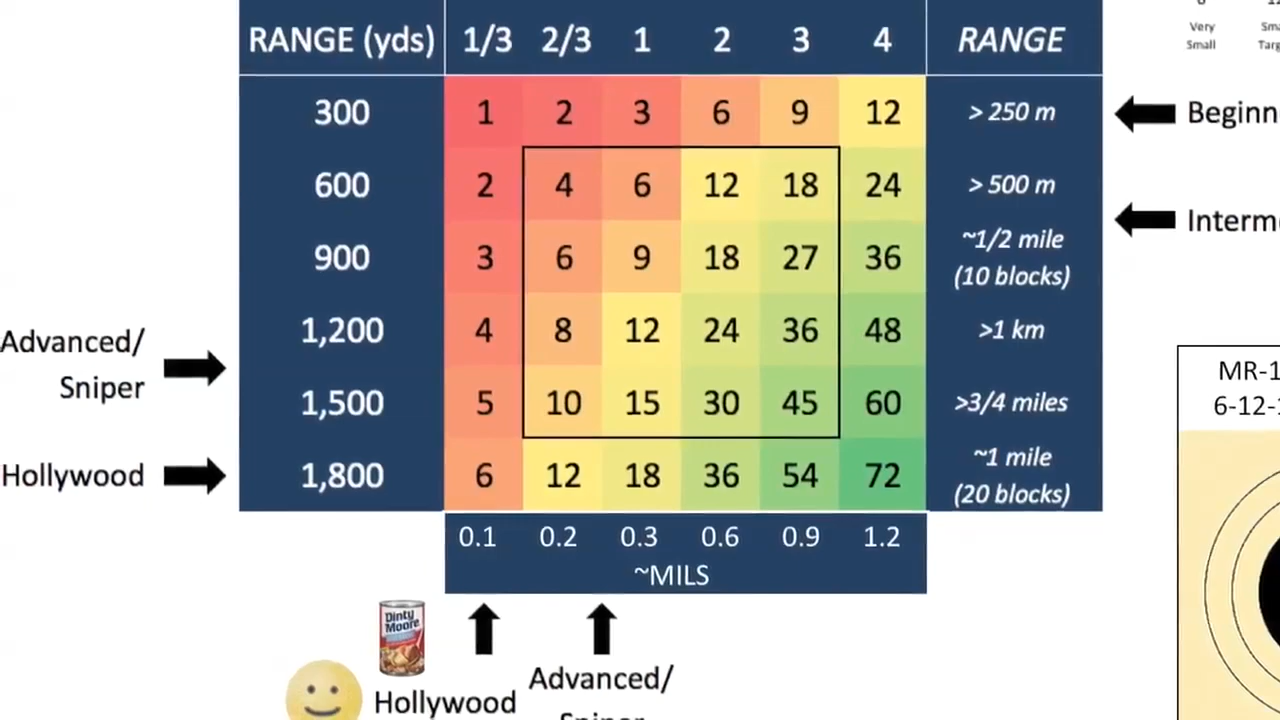 Very
Small
RANGE (yds) 1/3 2/3 1 2 3 4 RANGE
300 1 2 3 6 9 12 > 250 m
600 2 4 6 12 18 24 > 500 m
900 3 6 9 18 27 36 ~1/2 mile
(10 blocks)
1,200 4 8 12 24 36 48 >1 km
1,500 5 10 15 30 45 60 >3/4 miles
1,800 6 12 18 36 54 72 ~1 mile
(20 blocks)
0.1 0.2 0.3 0.6 0.9 1.2
~MILS
Beginn
Interm
Advanced/
Sniper
Hollywood
MR-1
6-12-
Dinty
Moore
Hollywood
Advanced/
Sniper